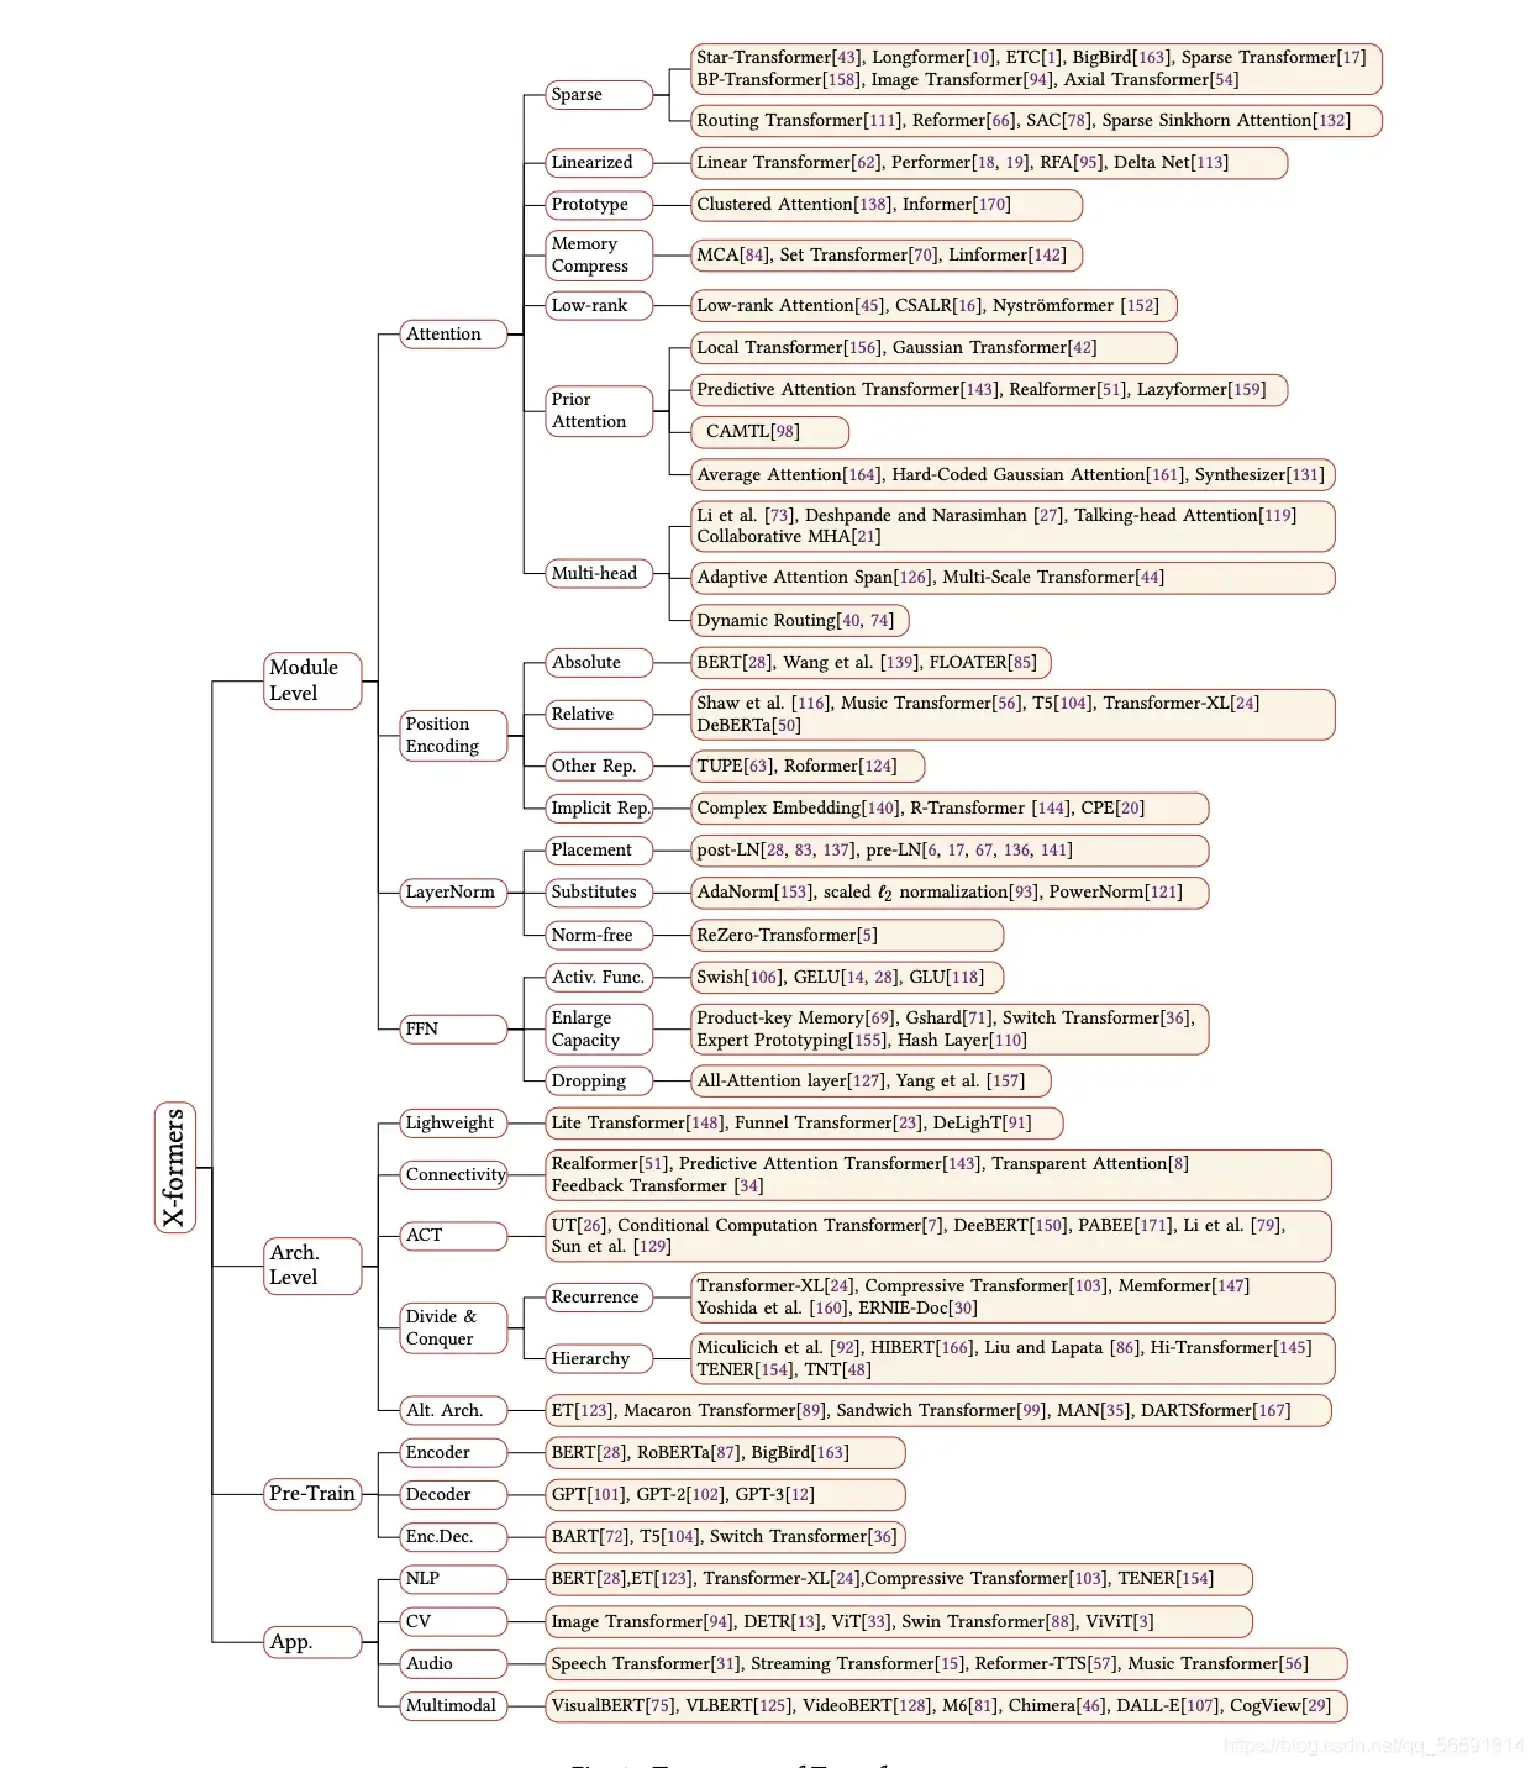 Star-Transformer[43], Longformer[10], ETC[1], BigBird[163], Sparse Transformer[17]
BP-Transformer[158], Image Transformer[94], Axial Transformer[54]
Sparse
Routing Transformer[111], Reformer[66], SAC[78], Sparse Sinkhorn Attention[132]
Linearized
Linear Transformer[62], Performer[18, 19], RFA[95], Delta Net[113]
Prototype
Clustered Attention[138], Informer[170]
Memory
Compress
MCA[84], Set Transformer[70], Linformer[142]
Low-rank
Low-rank Attention[45], CSALR[16], Nyströmformer [152]
Attention
Local Transformer[156], Gaussian Transformer[42]
Predictive Attention Transformer[143], Realformer[51], Lazyformer[159]
Prior
Attention
CAMTL[98]
Average Attention[164], Hard-Coded Gaussian Attention[161], Synthesizer[131]
Li et al. [73], Deshpande and Narasimhan [27], Talking-head Attention[119]
Collaborative MHA[21]
Multi-head
Adaptive Attention Span[126], Multi-Scale Transformer[44]
Dynamic Routing[40, 74]
Module
Level
Absolute
BERT[28], Wang et al. [139], FLOATER[85]
Relative
Shaw et al. [116], Music Transformer[56], T5[104], Transformer-XL[24]
DeBERTa[50]
Position
Encoding
Other Rep.
TUPE[63], Roformer[124]
Implicit Rep.
Complex Embedding[140], R-Transformer [144], CPE[20]
Placement
post-LN[28, 83, 137], pre-LN[6, 17, 67, 136, 141]
LayerNorm
Substitutes
AdaNorm[153], scaled ℓ2 normalization[93], PowerNorm[121]
Norm-free
ReZero-Transformer[5]
Activ. Func.
Swish[106], GELU[14, 28], GLU[118]
FFN
Enlarge
Capacity
Product-key Memory[69], Gshard[71], Switch Transformer[36],
Expert Prototyping[155], Hash Layer[110]
Dropping
All-Attention layer[127], Yang et al. [157]
X-formers
Lighweight
Lite Transformer[148], Funnel Transformer[23], DeLighT[91]
Connectivity
Realformer[51], Predictive Attention Transformer[143], Transparent Attention[8]
Feedback Transformer [34]
Arch.
Level
ACT
UT[26], Conditional Computation Transformer[7], DeeBERT[150], PABEE[171], Li et al. [79],
Sun et al. [129]
Divide &
Conquer
Recurrence
Transformer-XL[24], Compressive Transformer[103], Memformer[147]
Yoshida et al. [160], ERNIE-Doc[30]
Hierarchy
Miculicich et al. [92], HIBERT[166], Liu and Lapata [86], Hi-Transformer[145]
TENER[154], TNT[48]
Alt. Arch.
ET[123], Macaron Transformer[89], Sandwich Transformer[99], MAN[35], DARTSformer[167]
Pre-Train
Encoder
BERT[28], RoBERTa[87], BigBird[163]
Decoder
GPT[101], GPT-2[102], GPT-3[12]
Enc.Dec.
BART[72], T5[104], Switch Transformer[36]
App.
NLP
BERT[28],ET[123], Transformer-XL[24],Compressive Transformer[103], TENER[154]
CV
Image Transformer[94], DETR[13], ViT[33], Swin Transformer[88], ViViT[3]
Audio
Speech Transformer[31], Streaming Transformer[15], Reformer-TTS[57], Music Transformer[56]
Multimodal
VisualBERT[75], VLBERT[125], VideoBERT[128], M6[81], Chimera[46], DALL-E[107], CogView[29]
https://blog.csdn.net/qq_56591814